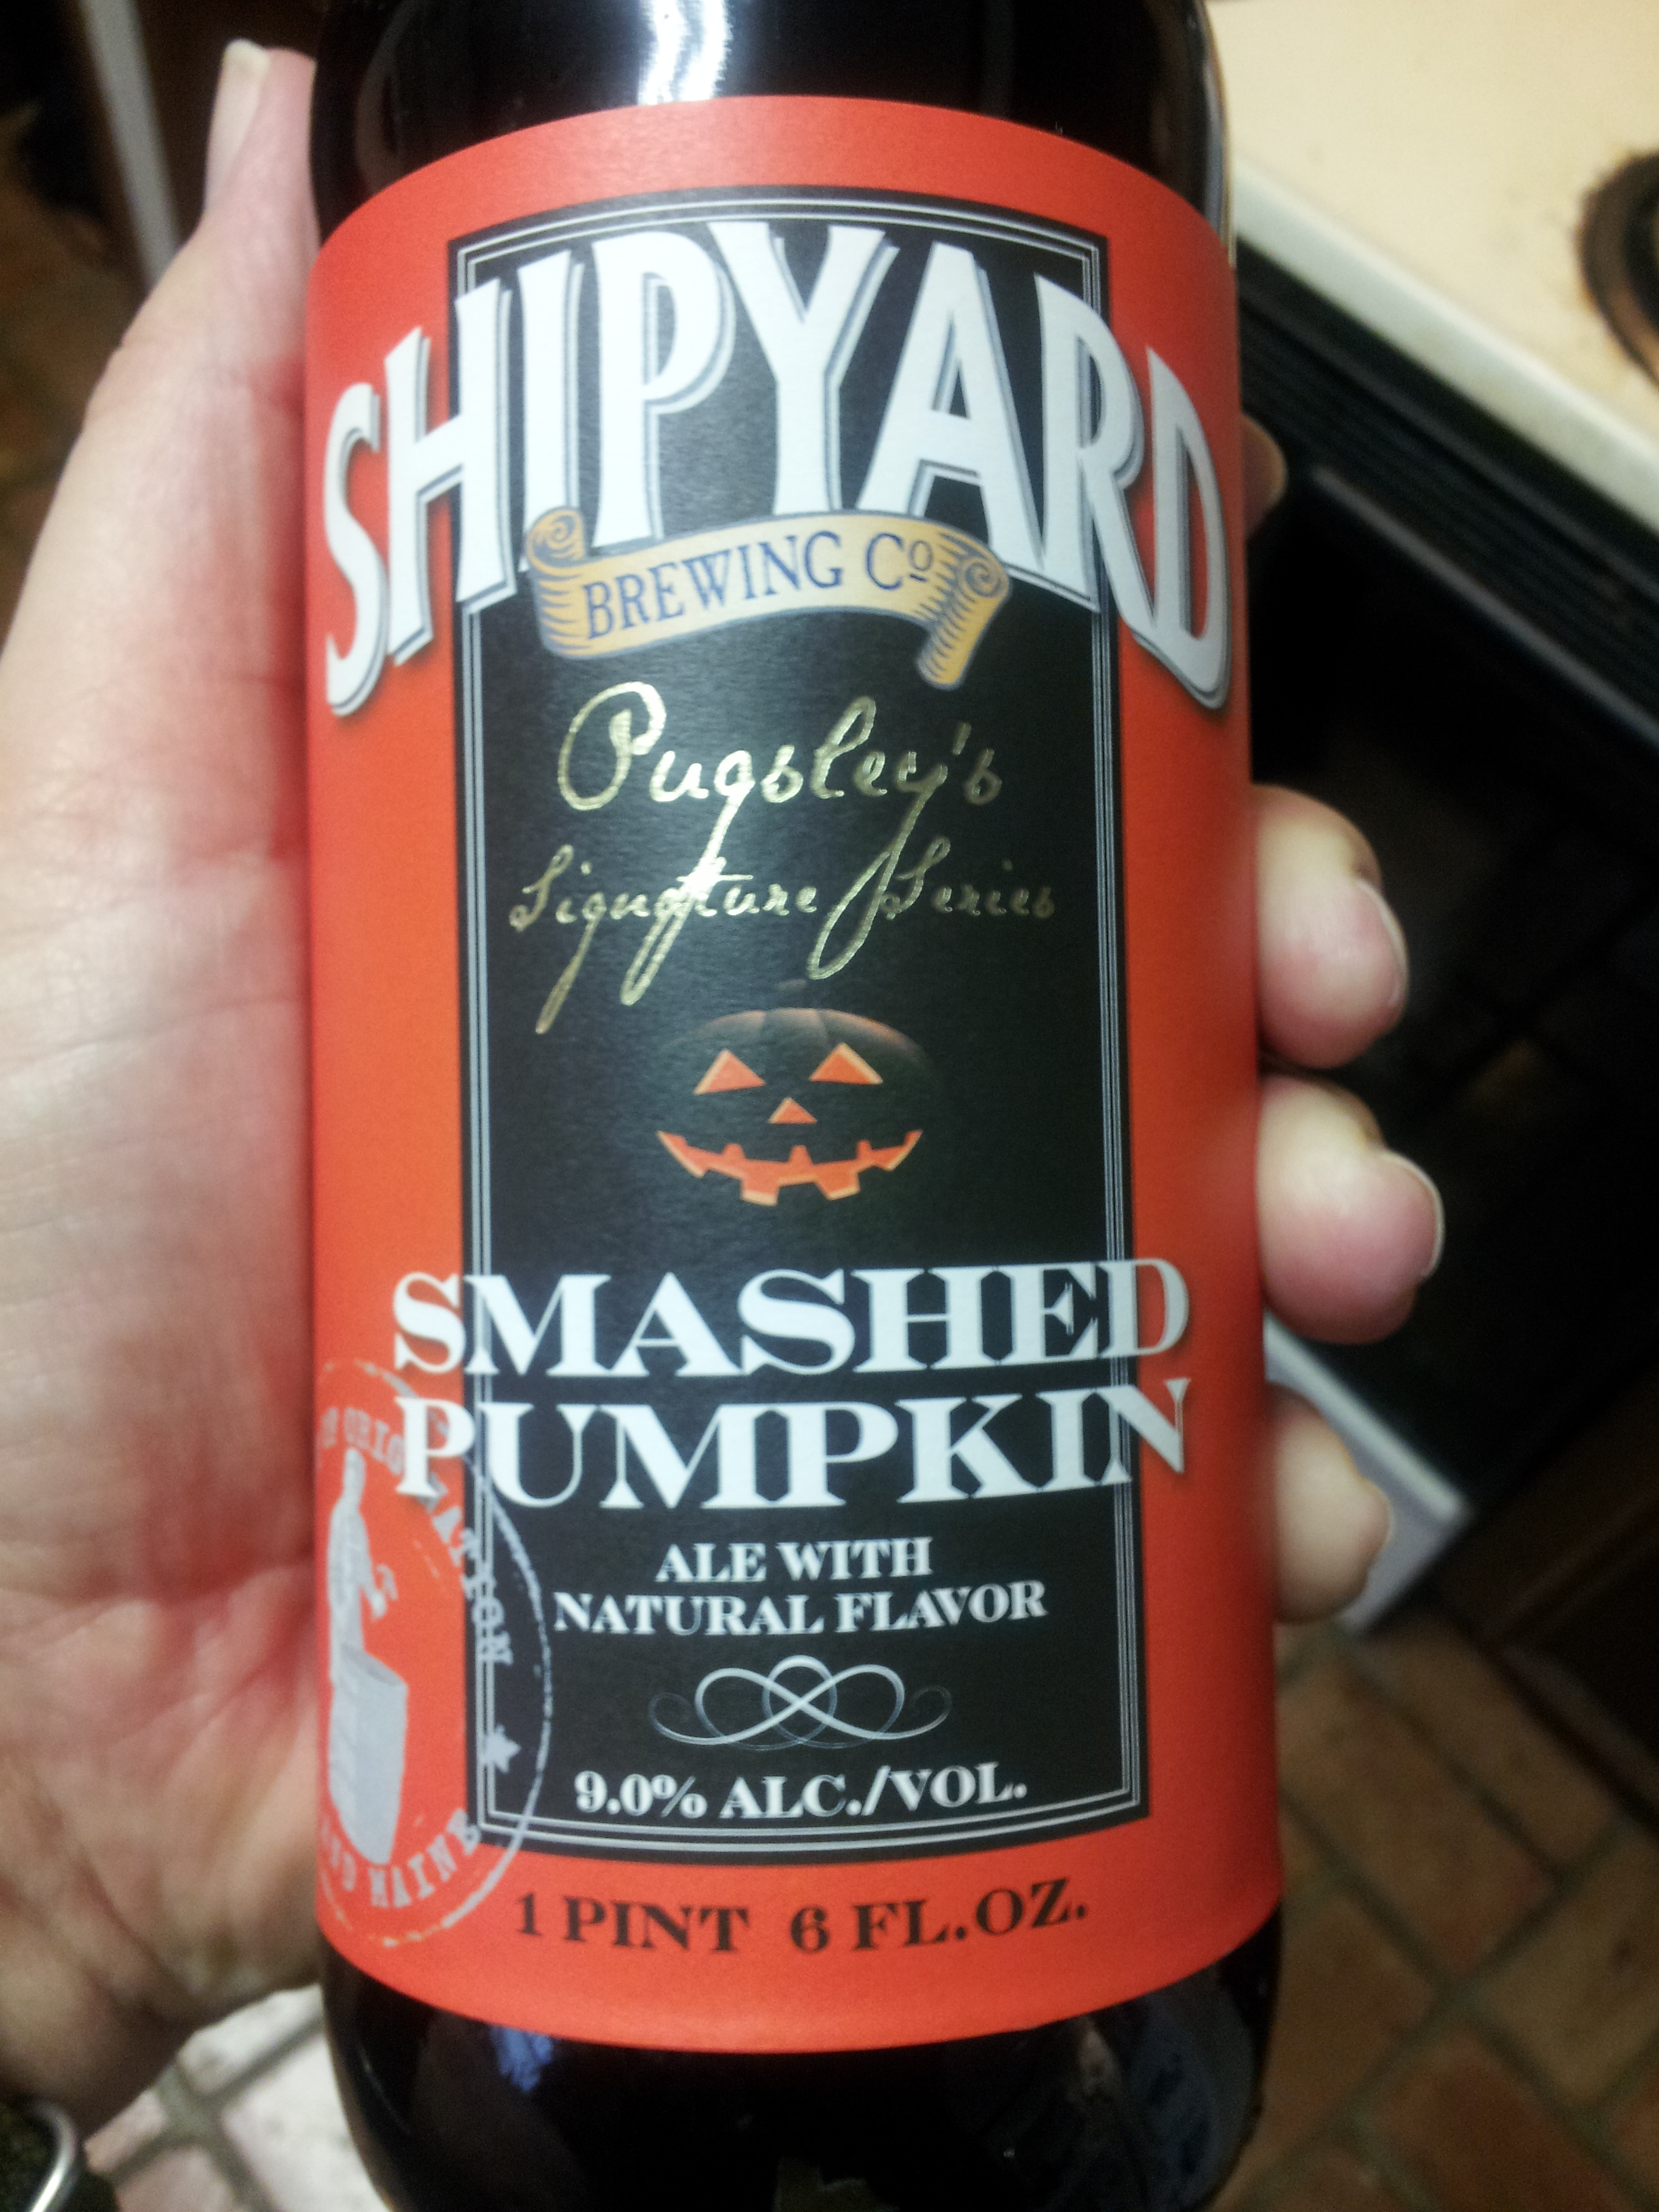 SHIPYARD
BREWING Cº
Pugsley's
Signature Series
SMASHED
PUMPKIN
ALE WITH
NATURAL FLAVOR
9.0% ALC./VOL.
MAINE
1 PINT 6 FL.OZ.